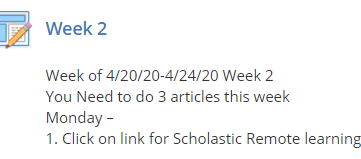 Week 2
Week of 4/20/20-4/24/20 Week 2
You Need to do 3 articles this week
Monday –
1. Click on link for Scholastic Remote learning